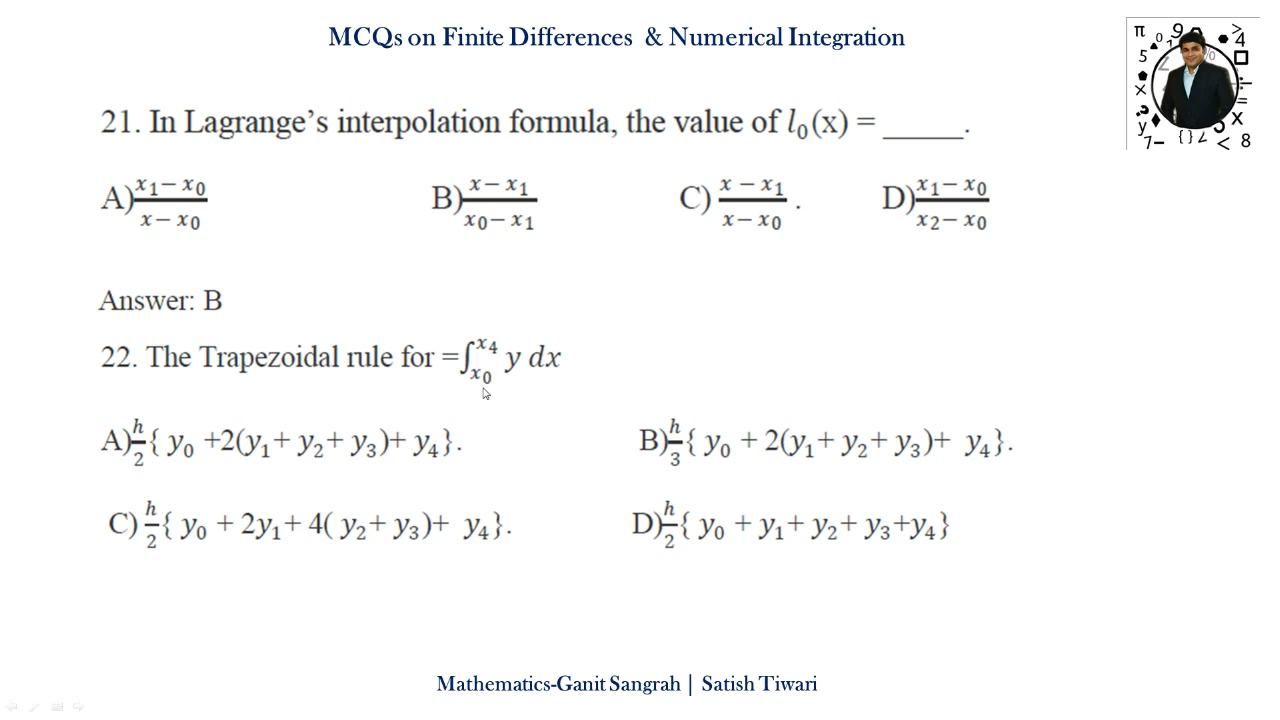 MCQs on Finite Differences & Numerical Integration
21. In Lagrange's interpolation formula, the value of l₀(x) = _____.
A) (x₁− x₀)/(x− x₀) B) (x− x₁)/(x₀− x₁) C) (x − x₁)/(x− x₀) . D) (x₁− x₀)/(x₂− x₀)
Answer: B
22. The Trapezoidal rule for =∫ₓ₀ˣ⁴ y dx
A) h/2 { y₀ +2(y₁+ y₂+ y₃)+ y₄}. B) h/3 { y₀ + 2(y₁+ y₂+ y₃)+ y₄}.
C) h/2 { y₀ + 2y₁+ 4( y₂+ y₃)+ y₄}. D) h/2 { y₀ + y₁+ y₂+ y₃+y₄}
Mathematics-Ganit Sangrah | Satish Tiwari